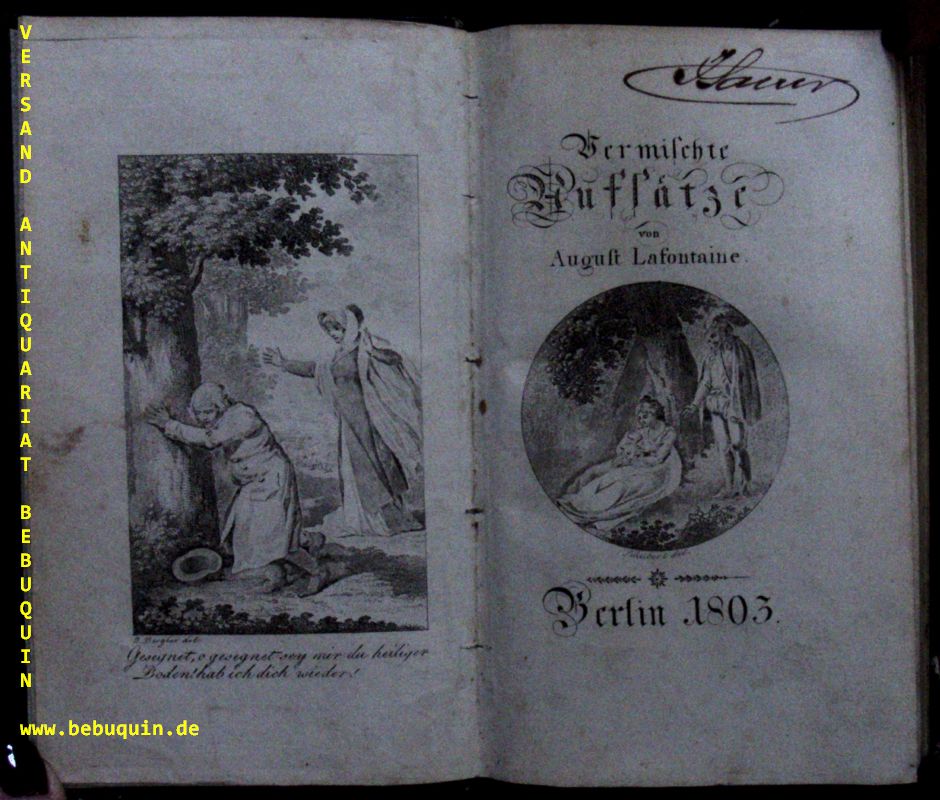 VERSAND ANTIQUARIAT BEBUQUIN
www.bebuquin.de
del.
Gesegnet, o gesegnet sey mir du heiliger
Boden! hab ich dich wieder!
Vermiſchte
Aufſätze
von
Auguſt Lafontaine.
Berlin 1803.